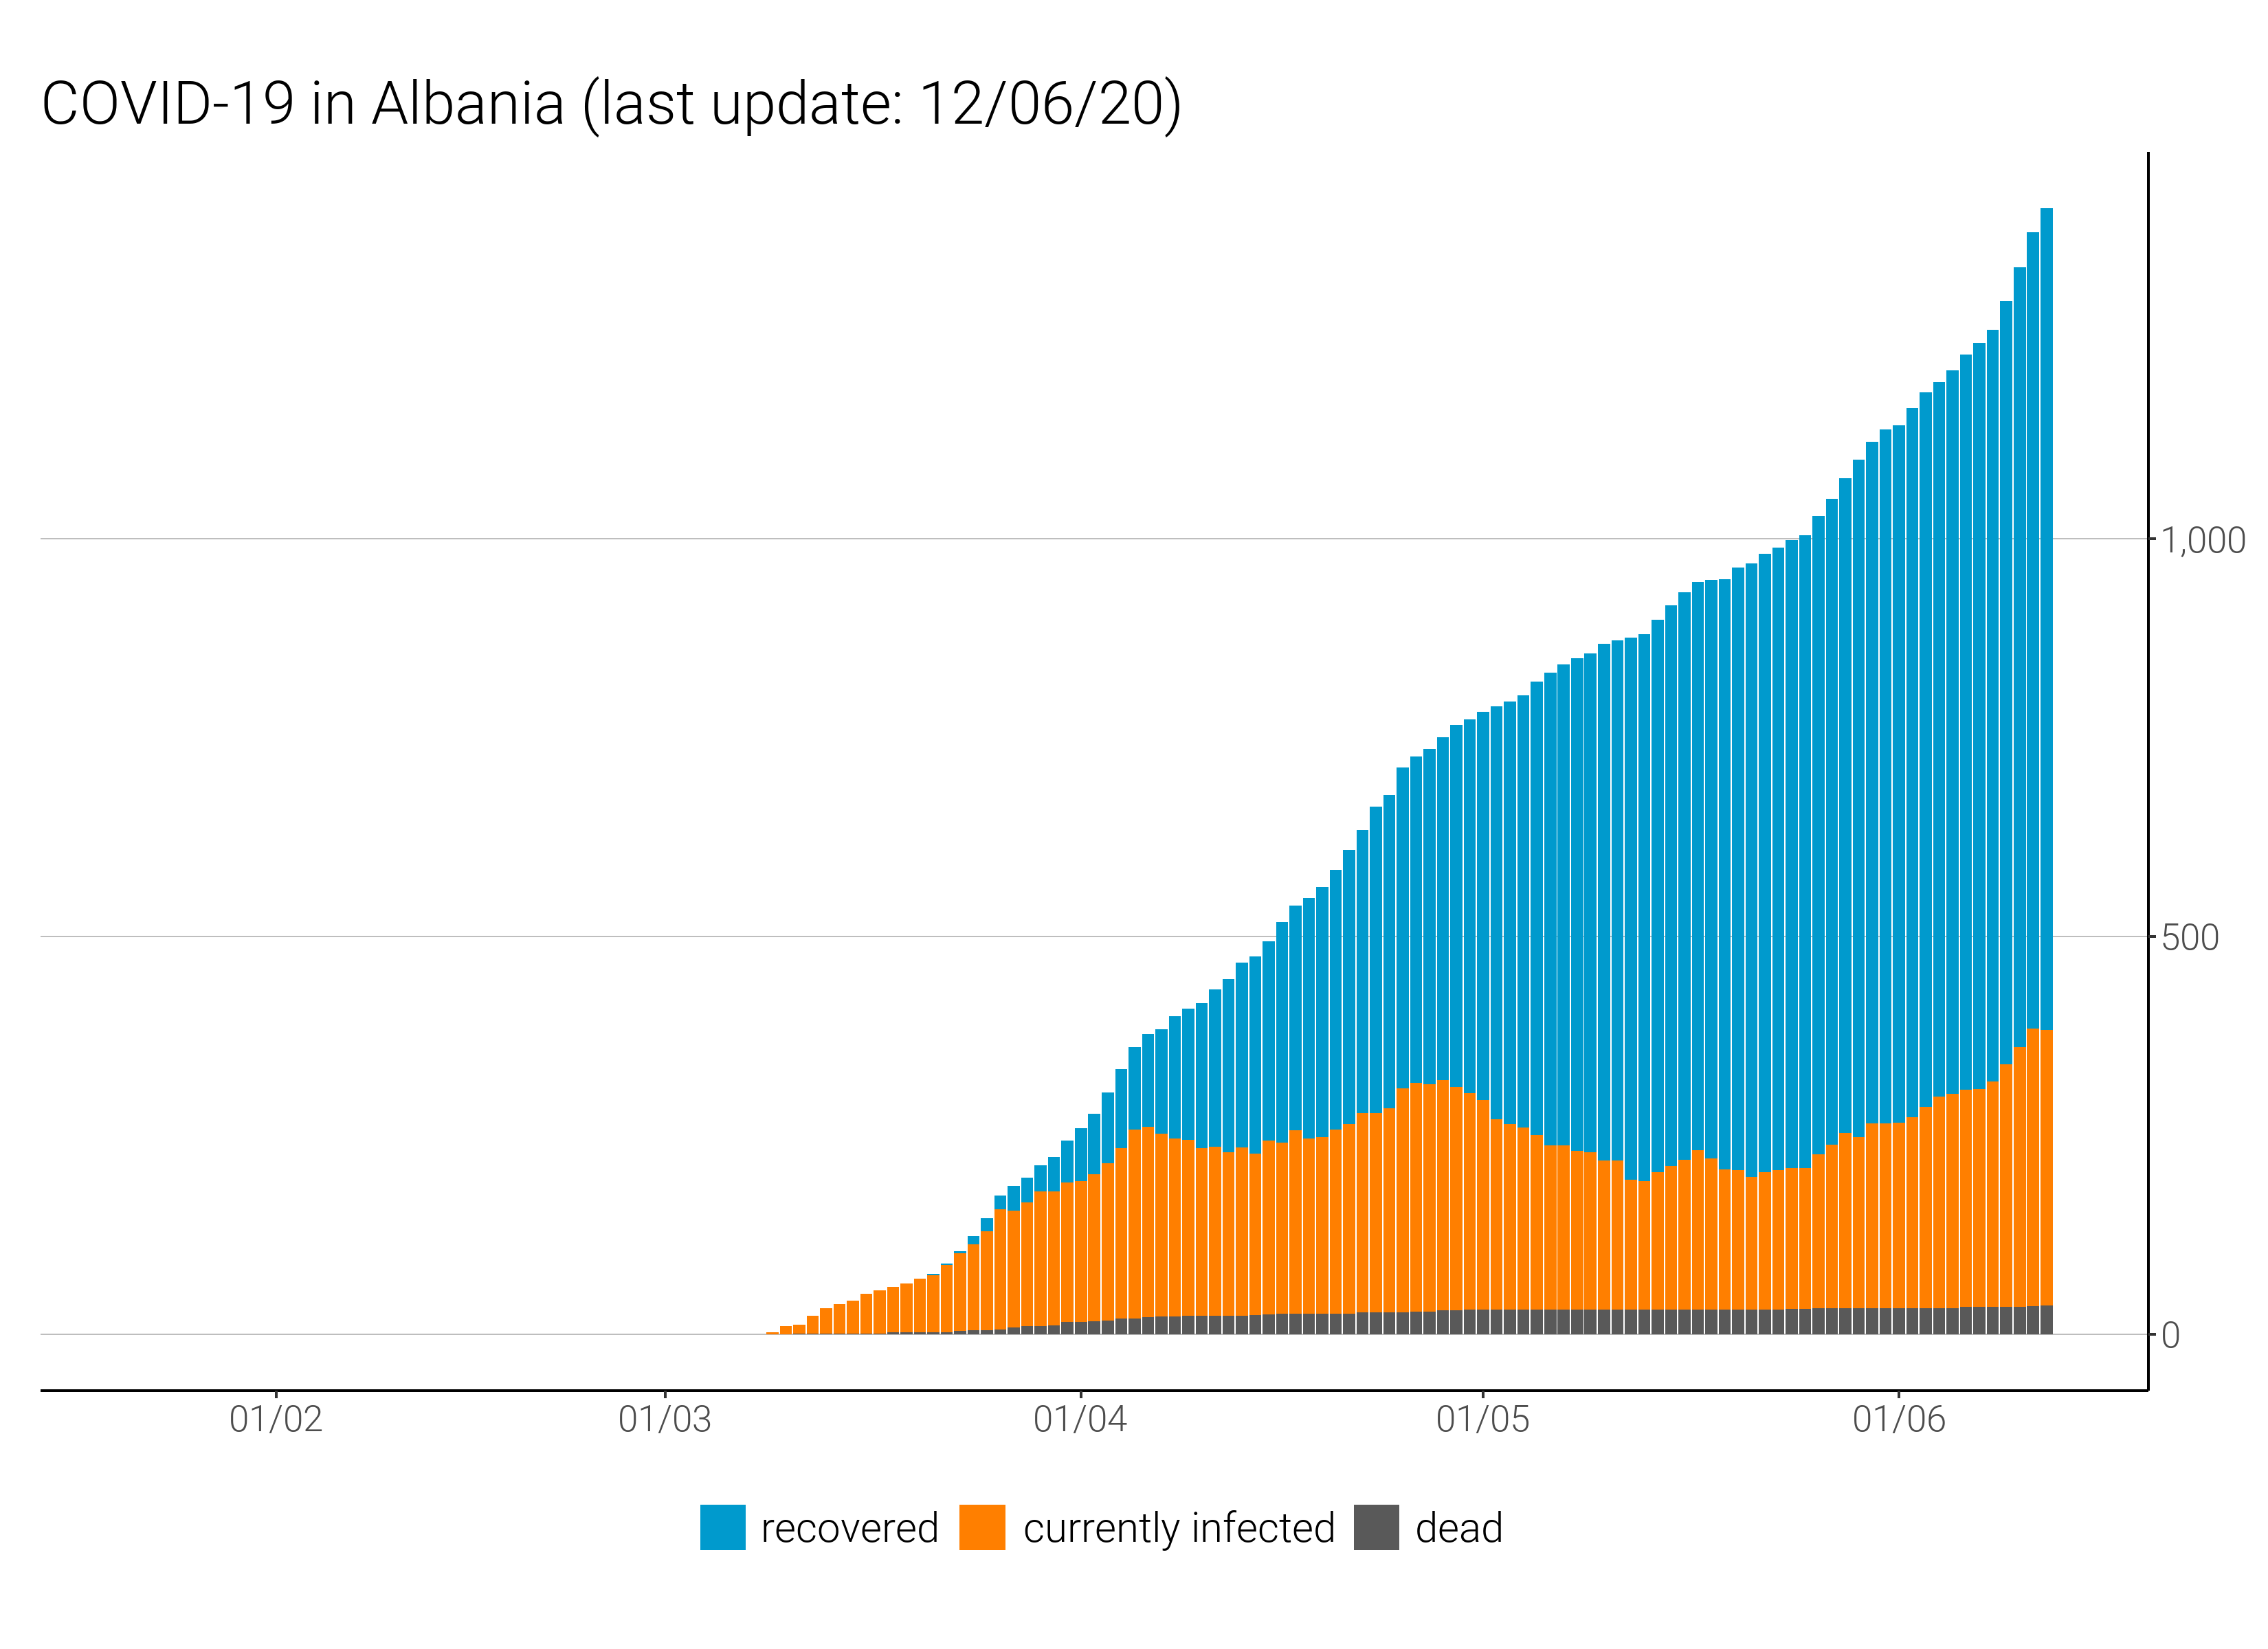 COVID-19 in Albania (last update: 12/06/20)
1,000
500
0
01/02 01/03 01/04 01/05 01/06
recovered currently infected dead